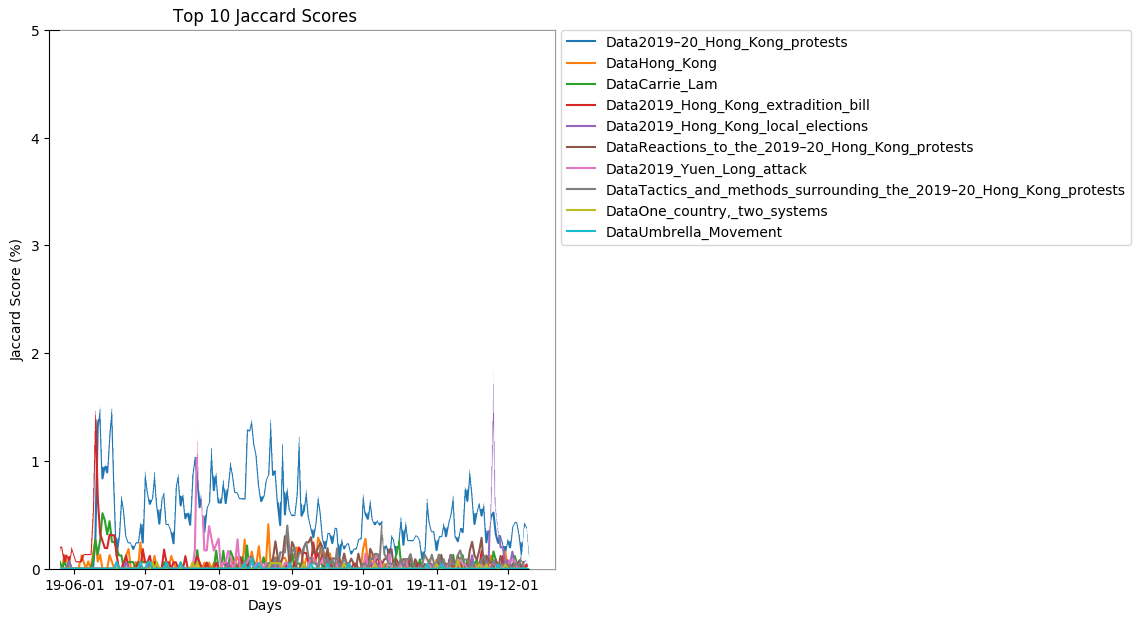 Top 10 Jaccard Scores
5
4
3
2
1
0
Jaccard Score (%)
19-06-01 19-07-01 19-08-01 19-09-01 19-10-01 19-11-01 19-12-01
Days
Data2019–20_Hong_Kong_protests
DataHong_Kong
DataCarrie_Lam
Data2019_Hong_Kong_extradition_bill
Data2019_Hong_Kong_local_elections
DataReactions_to_the_2019–20_Hong_Kong_protests
Data2019_Yuen_Long_attack
DataTactics_and_methods_surrounding_the_2019–20_Hong_Kong_protests
DataOne_country,_two_systems
DataUmbrella_Movement